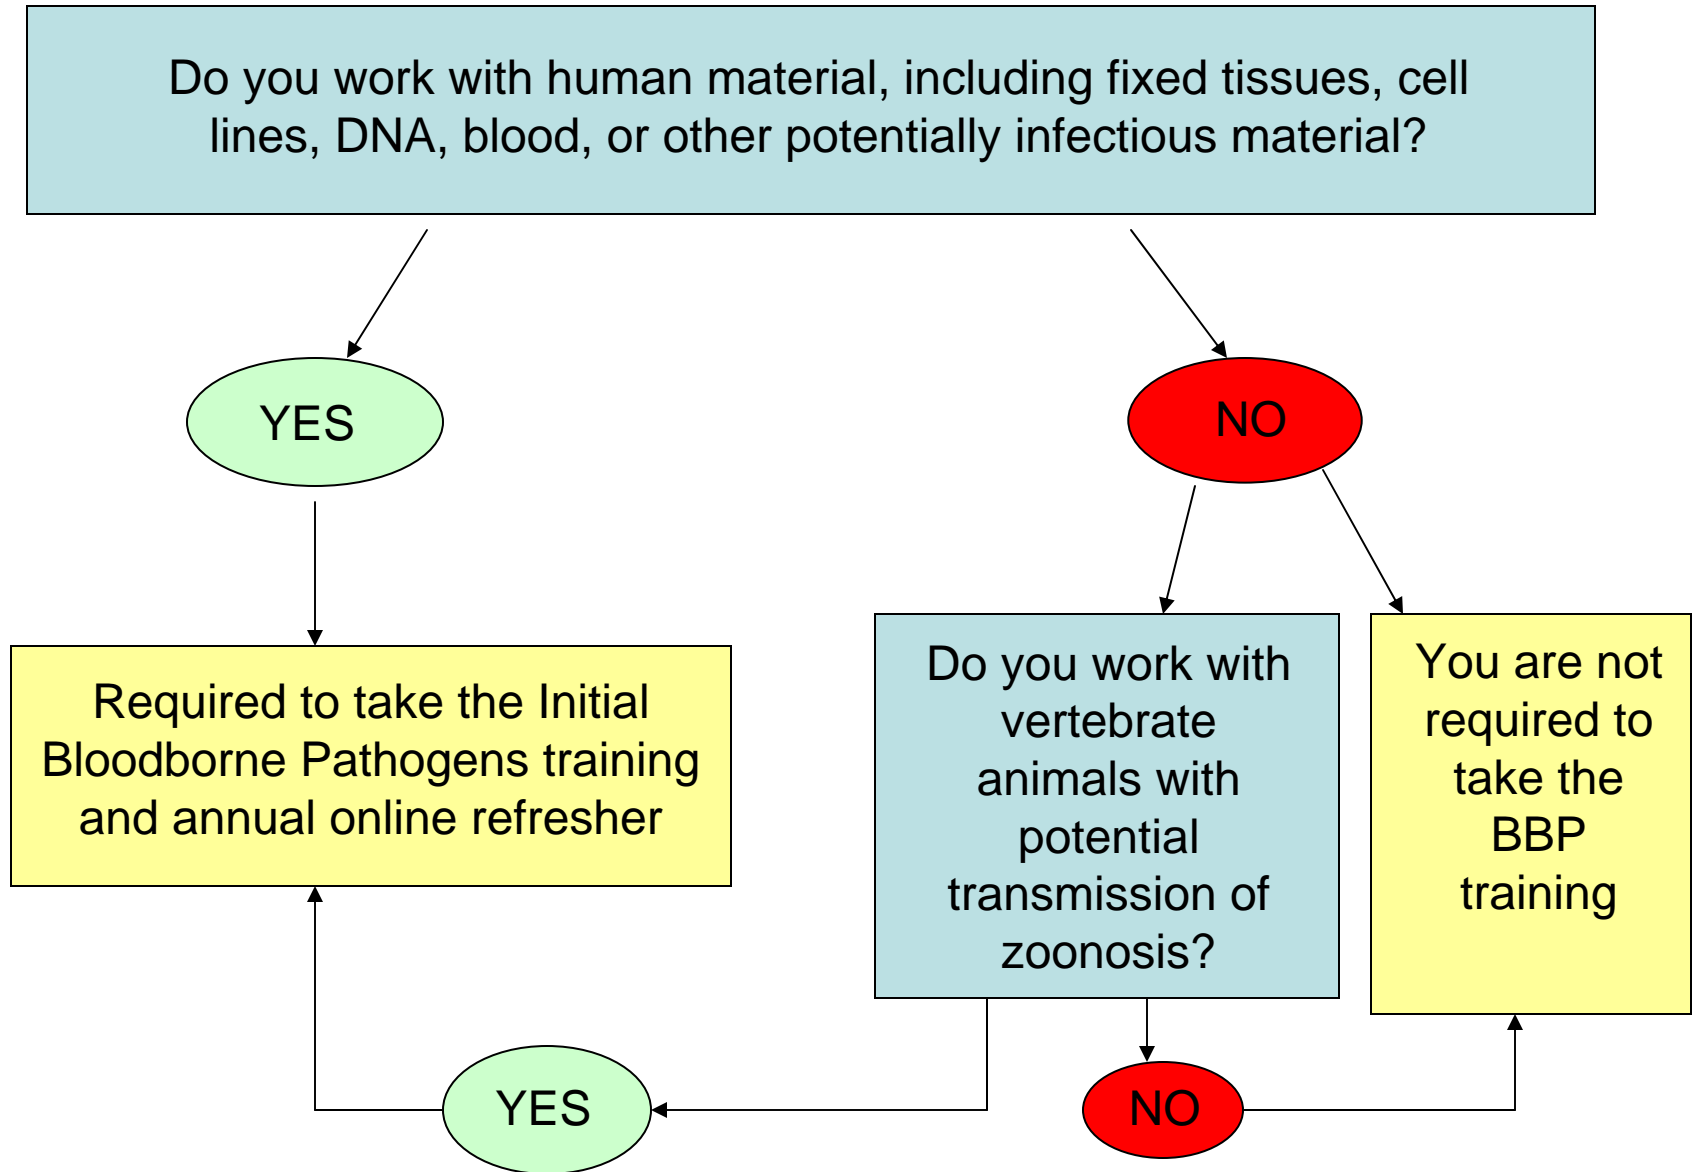 Do you work with human material, including fixed tissues, cell
lines, DNA, blood, or other potentially infectious material?
YES
NO
Required to take the Initial
Bloodborne Pathogens training
and annual online refresher
Do you work with
vertebrate
animals with
potential
transmission of
zoonosis?
You are not
required to
take the
BBP
training
YES
NO